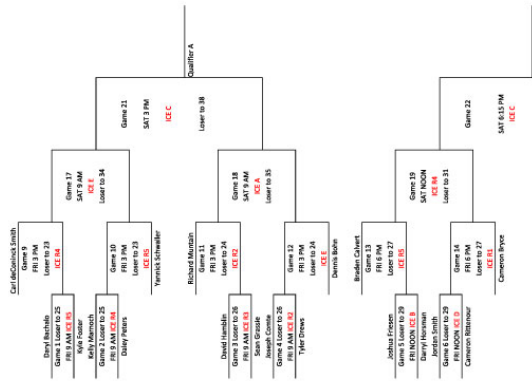 Qualifier A
Game 21
SAT 3 PM
ICE C
Loser to 38
Game 22
SAT 6:15 PM
ICE C
Game 17
SAT 9 AM
ICE E
Loser to 34
Game 18
SAT 9 AM
ICE A
Loser to 35
Game 19
SAT NOON
ICE R4
Loser to 31
Carl deConinck Smith
Game 9
FRI 3 PM
Loser to 23
ICE R4
Game 10
FRI 3 PM
Loser to 23
ICE R5
Yannick Schwaller
Richard Muntain
Game 11
FRI 3 PM
Loser to 24
ICE R2
Game 12
FRI 3 PM
Loser to 24
ICE E
Dennis Bohn
Braden Calvert
Game 13
FRI 6 PM
Loser to 27
ICE R5
Game 14
FRI 6 PM
Loser to 27
ICE R1
Cameron Bryce
Daryl Bachalo
Game 1 Loser to 25
FRI 9 AM ICE R5
Kyle Foster
Kelly Marnoch
Game 2 Loser to 25
FRI 9 AM ICE R4
Daley Peters
David Hamblin
Game 3 Loser to 26
FRI 9 AM ICE R3
Sean Grassie
Joseph Comte
Game 4 Loser to 26
FRI 9 AM ICE R2
Tyler Drews
Joshua Friesen
Game 5 Loser to 29
FRI NOON ICE B
Darryl Horsman
Jordan Smith
Game 6 Loser to 29
FRI NOON ICE D
Cameron Rittenour